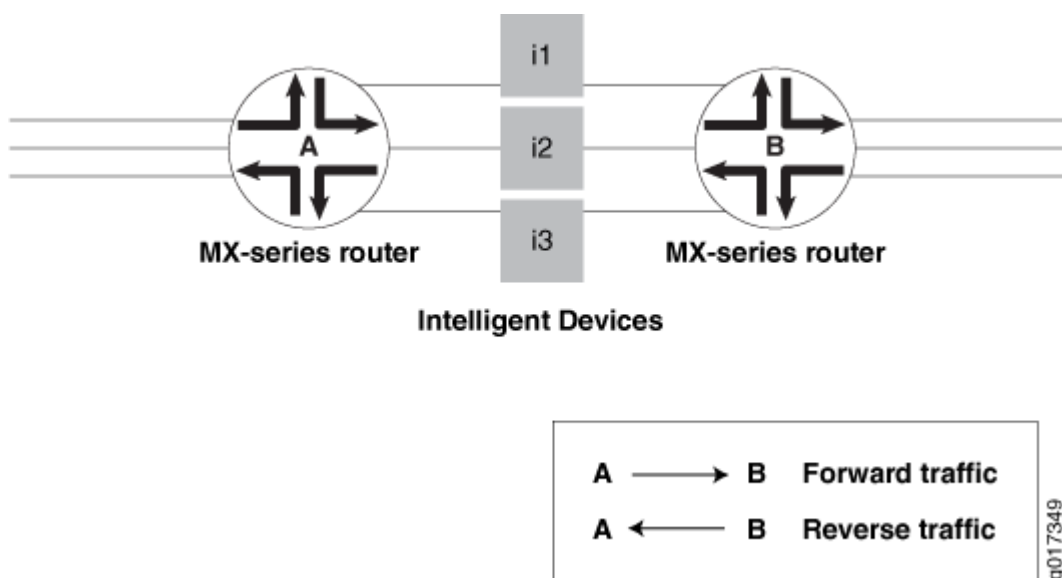 i1
A
i2
B
i3
MX-series router
MX-series router
Intelligent Devices
A B Forward traffic
A B Reverse traffic
g017349